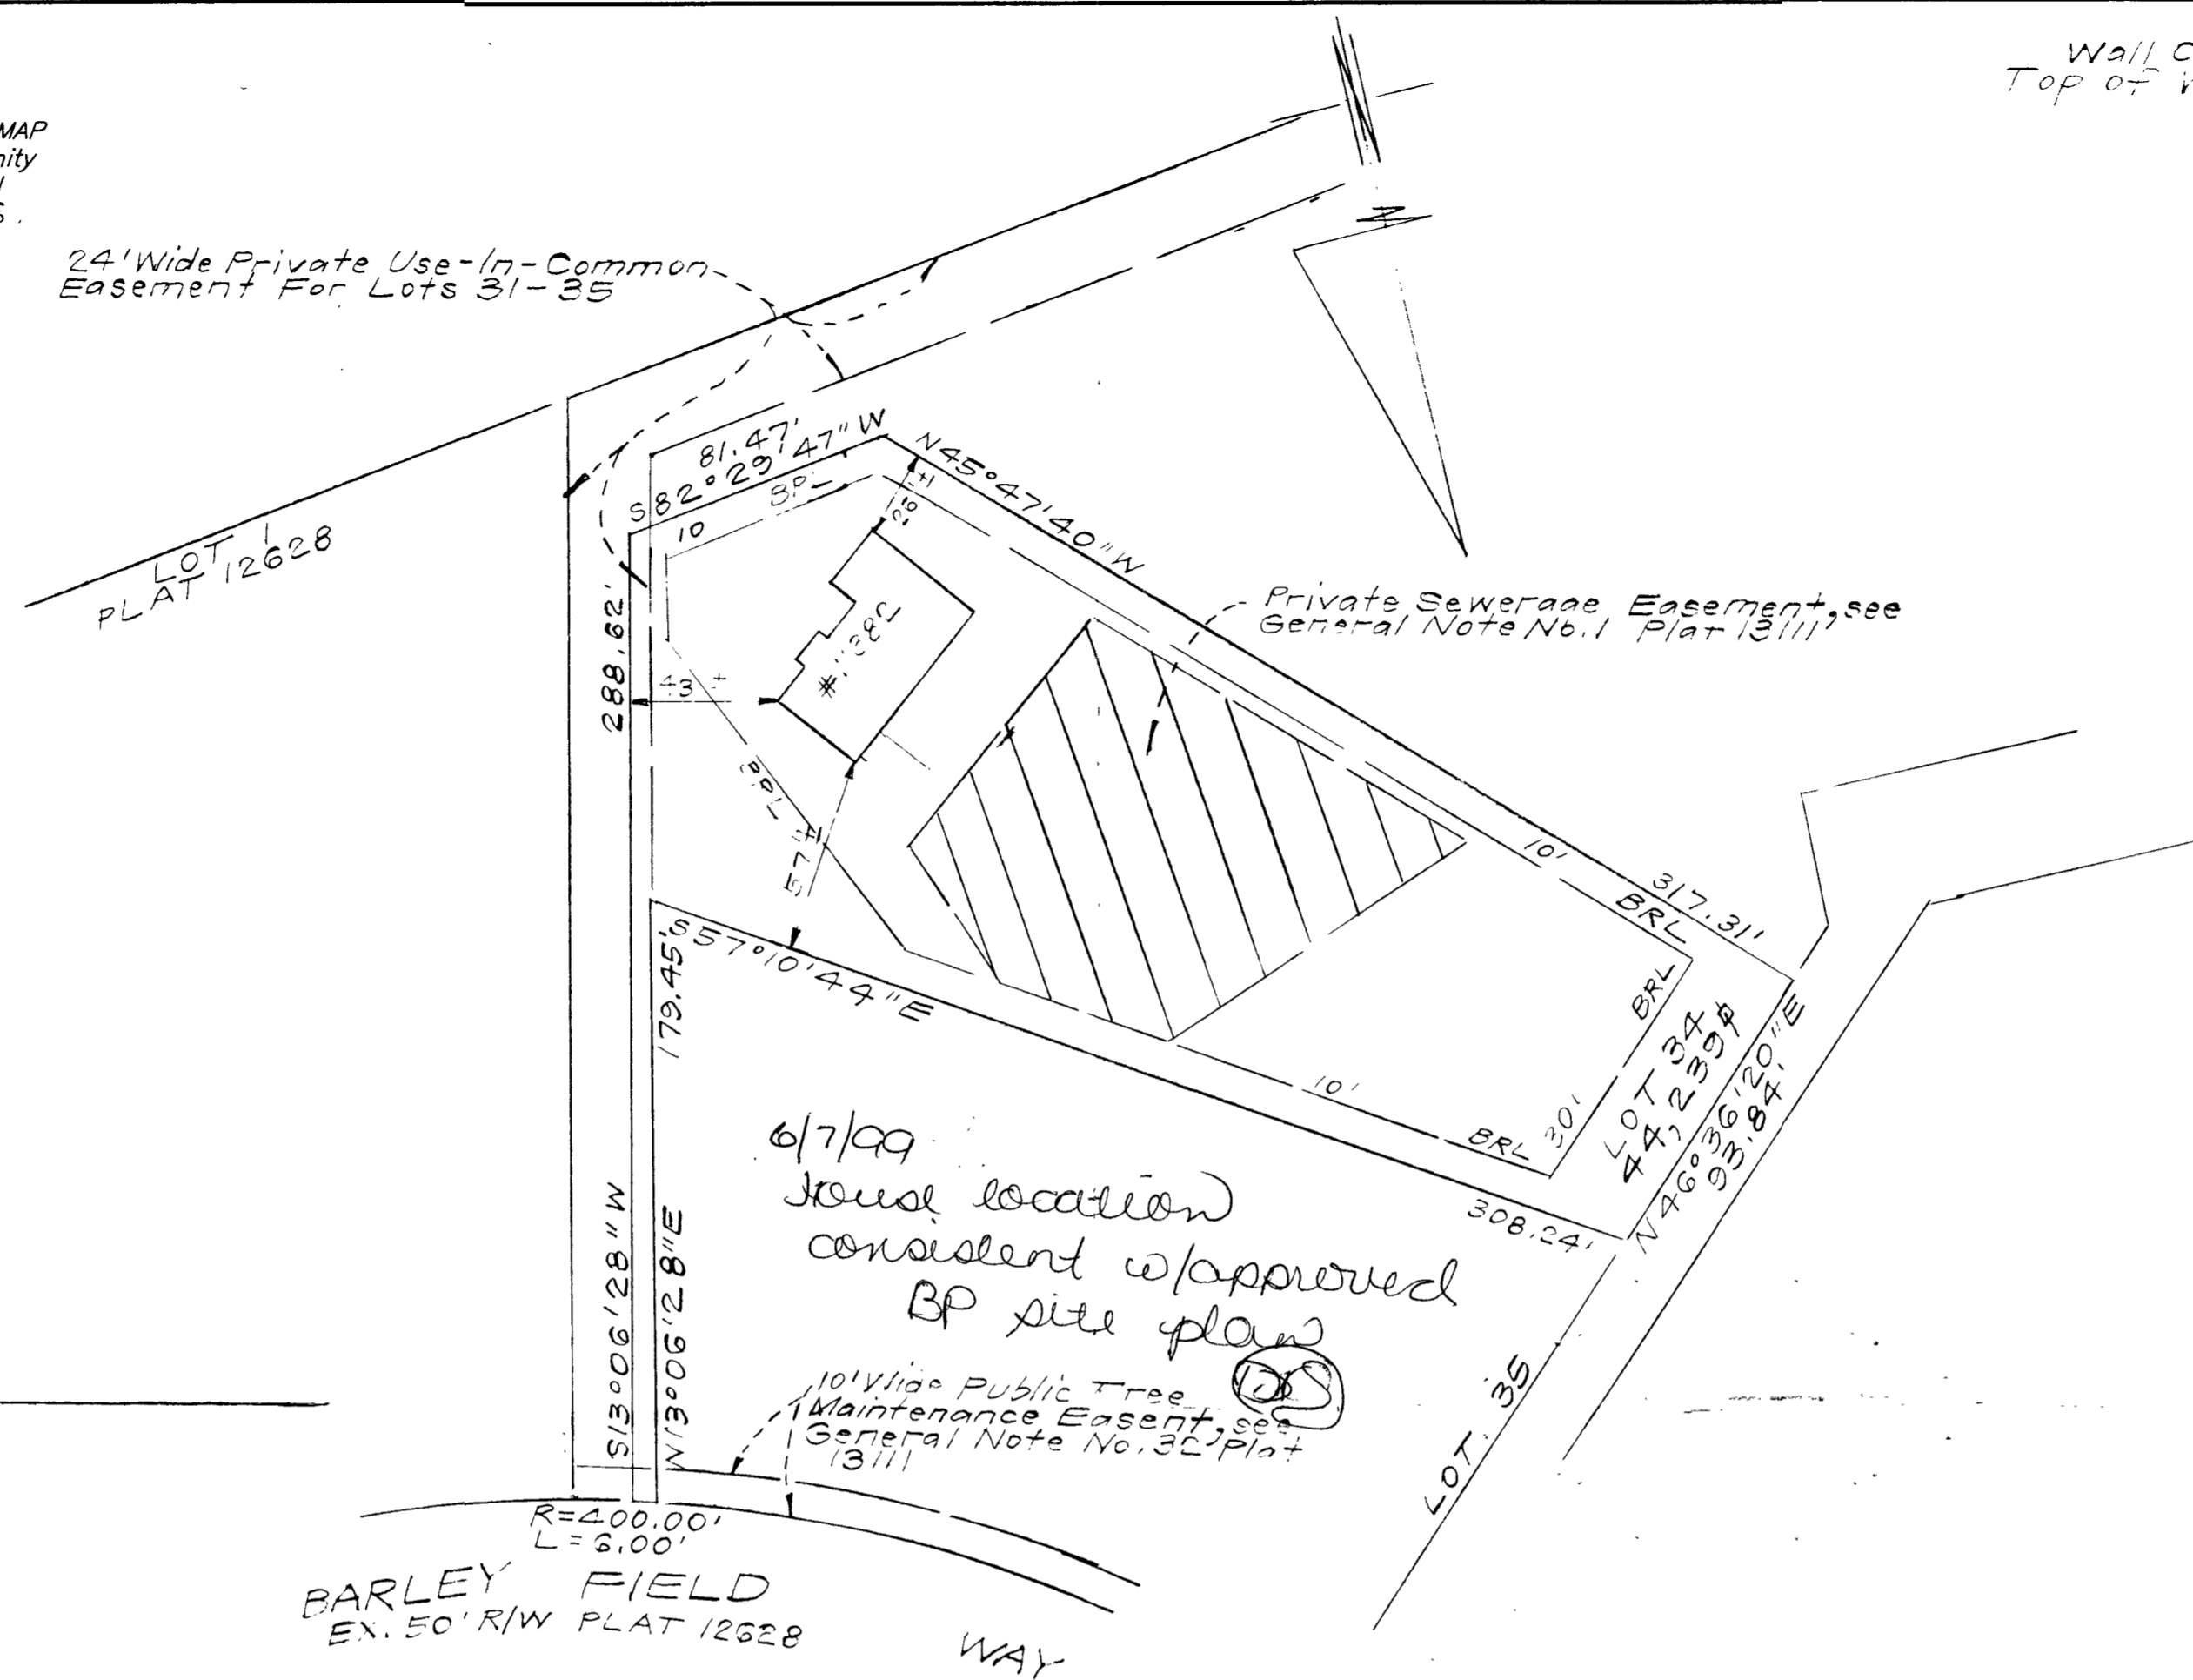 Wall C
Top of W
MAP
nity
24' Wide Private Use-In-Common
Easement For Lots 31-35
LOT 1
PLAT 12628
81.47'
S82°29'47"W
N45°47'40"W
10
26'±
288.62'
43'±
57'±
Private Sewerage Easement, see
General Note No.1 Plat 13111
10'
317.31'
BRL
BRL
LOT 34
44,239
N46°36'20"E
93.84'
S57°10'44"E
179.45'
10'
BRL
30'
308.24'
S13°06'28"W
N13°06'28"E
6/7/99
House location
consistent w/approved
BP site plan
10' Wide Public Tree
Maintenance Easent, see
General Note No. Plat
13111
LOT 35
R=400.00'
L=6.00'
BARLEY FIELD
WAY
EX. 50' R/W PLAT 12628